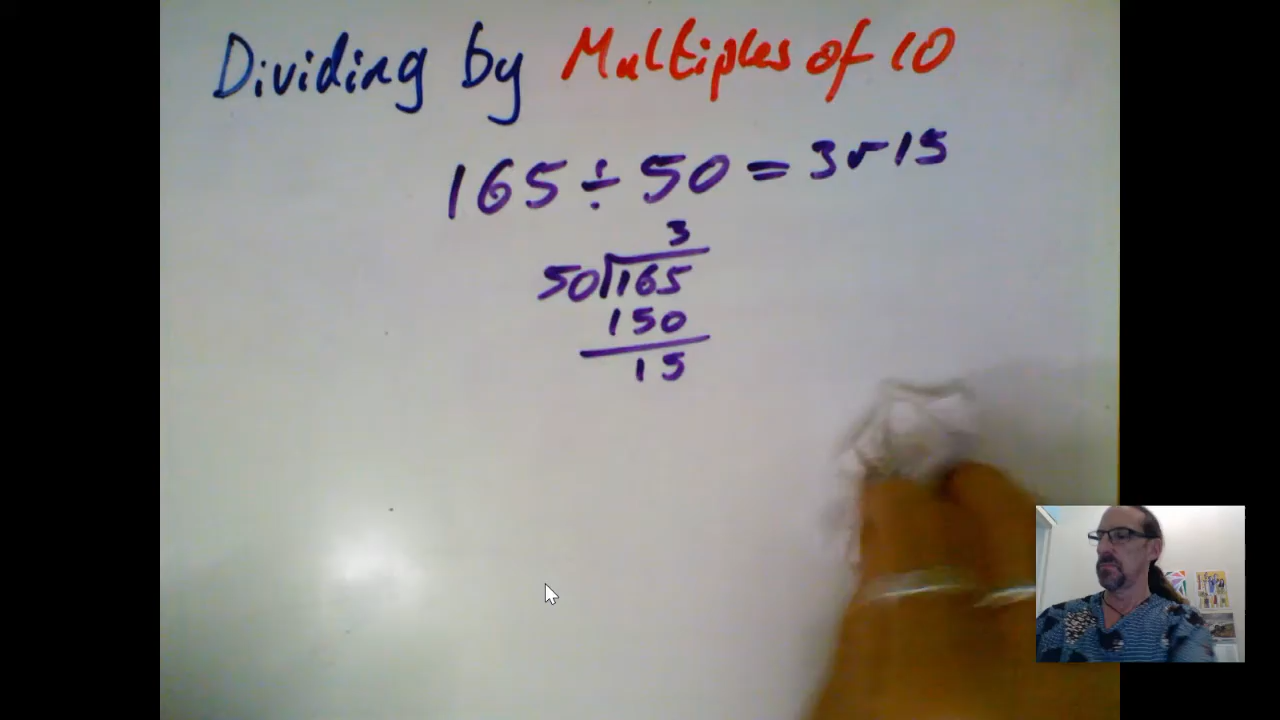 Dividing by Multiples of 10
165 ÷ 50 = 3 r 15
3
50 165
150
15